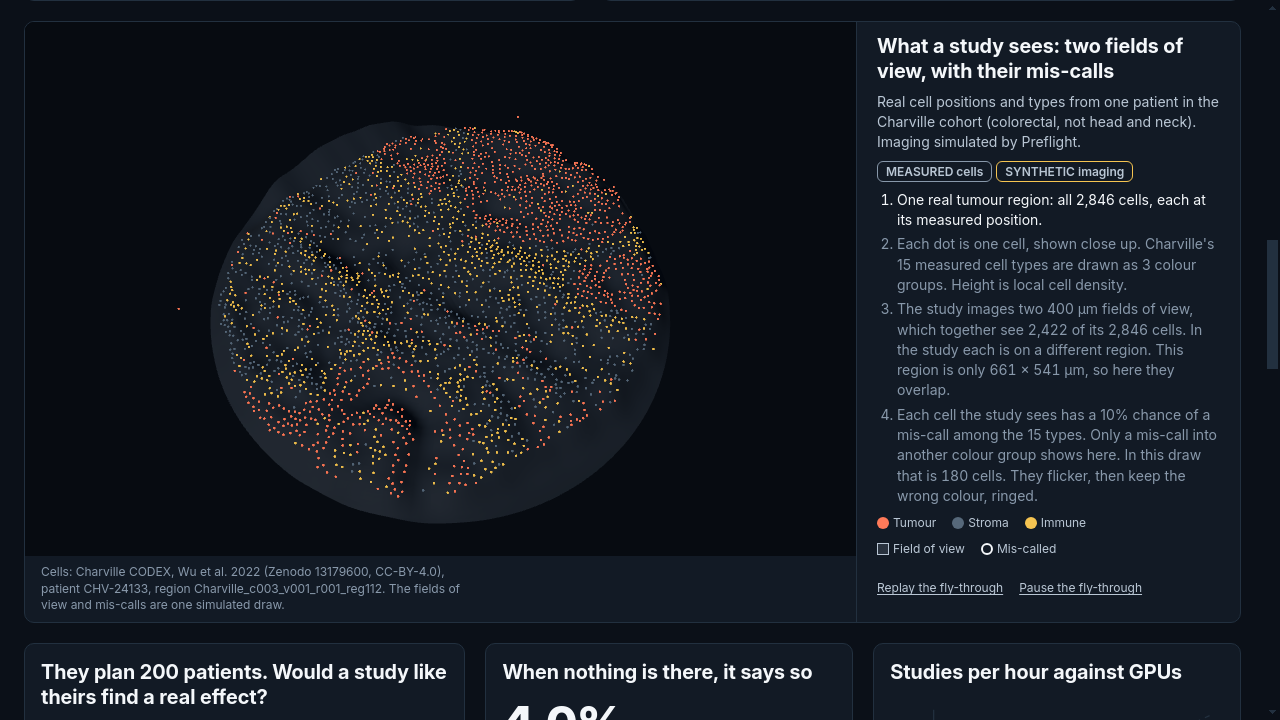 What a study sees: two fields of
view, with their mis-calls
Real cell positions and types from one patient in the
Charville cohort (colorectal, not head and neck).
Imaging simulated by Preflight.
MEASURED cells SYNTHETIC imaging
1. One real tumour region: all 2,846 cells, each at
its measured position.
2. Each dot is one cell, shown close up. Charville's
15 measured cell types are drawn as 3 colour
groups. Height is local cell density.
3. The study images two 400 µm fields of view,
which together see 2,422 of its 2,846 cells. In
the study each is on a different region. This
region is only 661 × 541 µm, so here they
overlap.
4. Each cell the study sees has a 10% chance of a
mis-call among the 15 types. Only a mis-call into
another colour group shows here. In this draw
that is 180 cells. They flicker, then keep the
wrong colour, ringed.
Tumour Stroma Immune
Field of view Mis-called
Replay the fly-through Pause the fly-through
Cells: Charville CODEX, Wu et al. 2022 (Zenodo 13179600, CC-BY-4.0),
patient CHV-24133, region Charville_c003_v001_r001_reg112. The fields of
view and mis-calls are one simulated draw.
They plan 200 patients. Would a study like
theirs find a real effect?
When nothing is there, it says so
4.0%
Studies per hour against GPUs